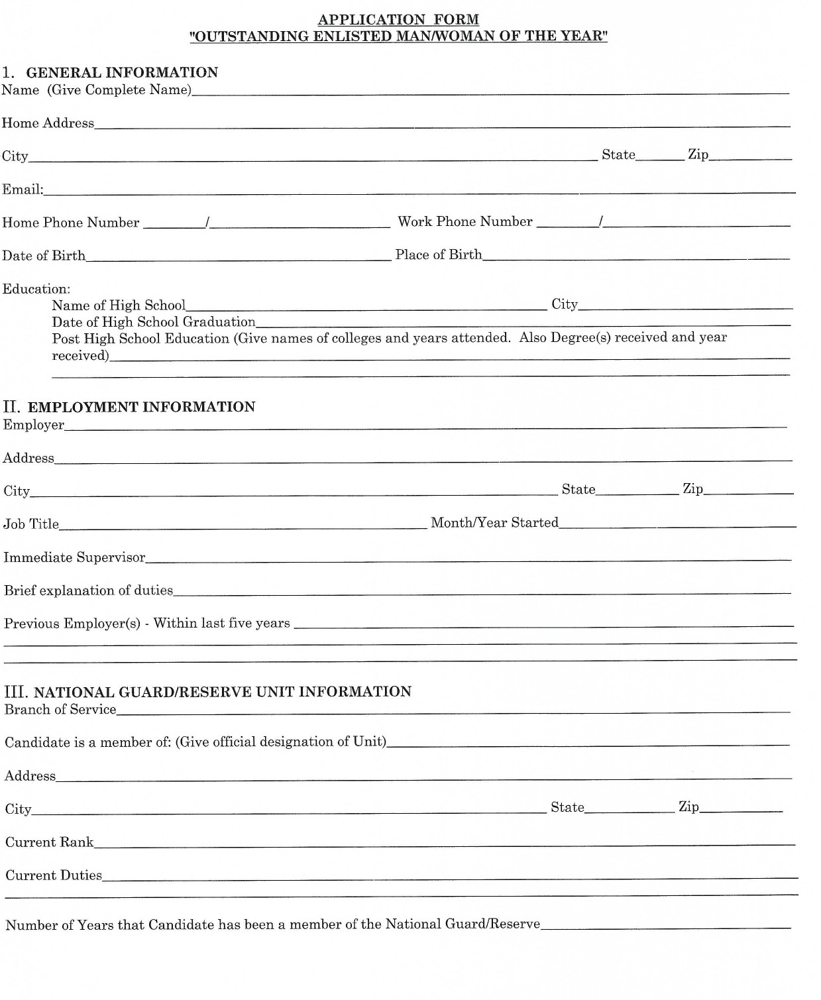 APPLICATION FORM
"OUTSTANDING ENLISTED MAN/WOMAN OF THE YEAR"
1. GENERAL INFORMATION
Name (Give Complete Name)
Home Address
City State Zip
Email:
Home Phone Number / Work Phone Number /
Date of Birth Place of Birth
Education:
Name of High School City
Date of High School Graduation
Post High School Education (Give names of colleges and years attended. Also Degree(s) received and year
received)
II. EMPLOYMENT INFORMATION
Employer
Address
City State Zip
Job Title Month/Year Started
Immediate Supervisor
Brief explanation of duties
Previous Employer(s) - Within last five years
III. NATIONAL GUARD/RESERVE UNIT INFORMATION
Branch of Service
Candidate is a member of: (Give official designation of Unit)
Address
City State Zip
Current Rank
Current Duties
Number of Years that Candidate has been a member of the National Guard/Reserve